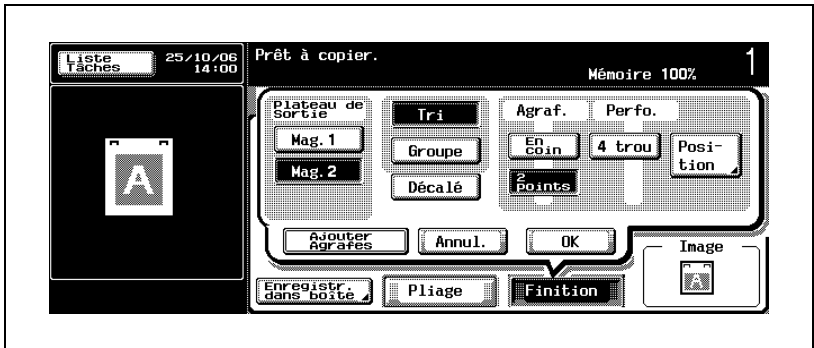 Liste
Tâches
25/10/06
14:00
Prêt à copier.
Mémoire 100%
1
Plateau de
Sortie
Mag.1
Mag.2
Tri
Groupe
Décalé
Agraf.
Perfo.
En
coin
2
points
4 trou
Posi-
tion
Ajouter
Agrafes
Annul.
OK
Enregistr.
dans boîte
Pliage
Finition
Image
A
A